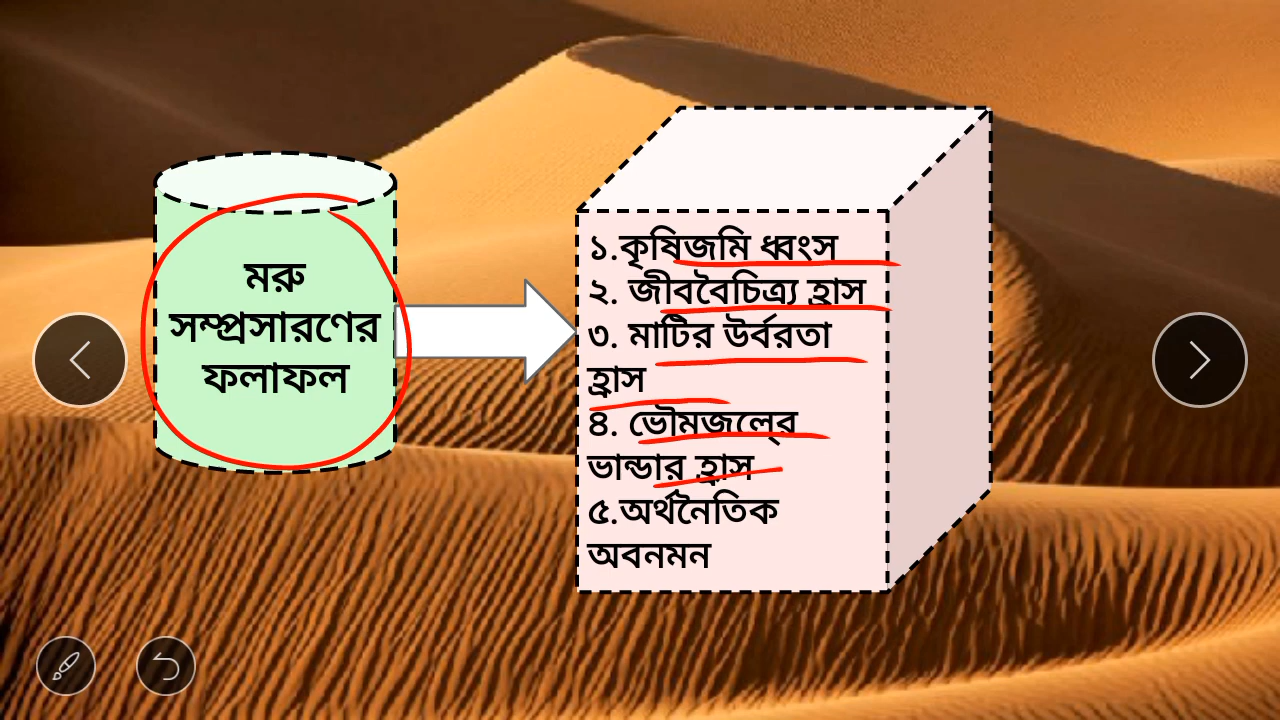 মরু
সম্প্রসারণের
ফলাফল
১.কৃষিজমি ধ্বংস
২. জীববৈচিত্র্য হ্রাস
৩. মাটির উর্বরতা
হ্রাস
৪. ভৌমজলের
ভান্ডার হ্রাস
৫.অর্থনৈতিক
অবনমন